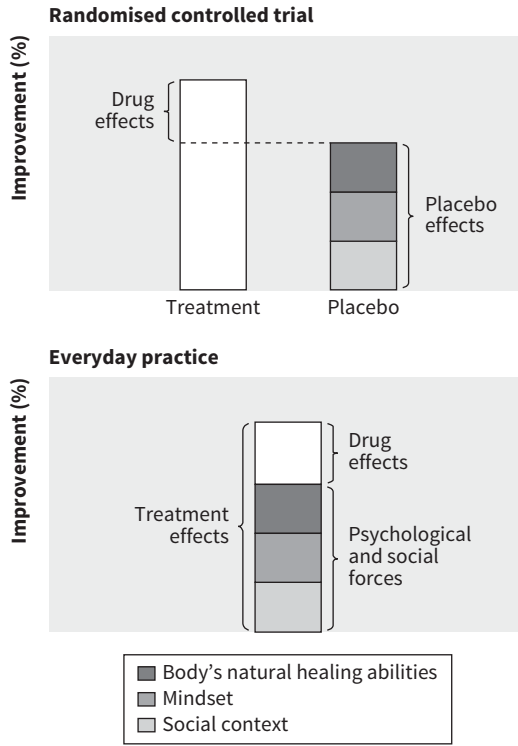 Randomised controlled trial
Improvement (%)
Drug
effects
Placebo
effects
Treatment
Placebo
Everyday practice
Improvement (%)
Drug
effects
Treatment
effects
Psychological
and social
forces
Body's natural healing abilities
Mindset
Social context